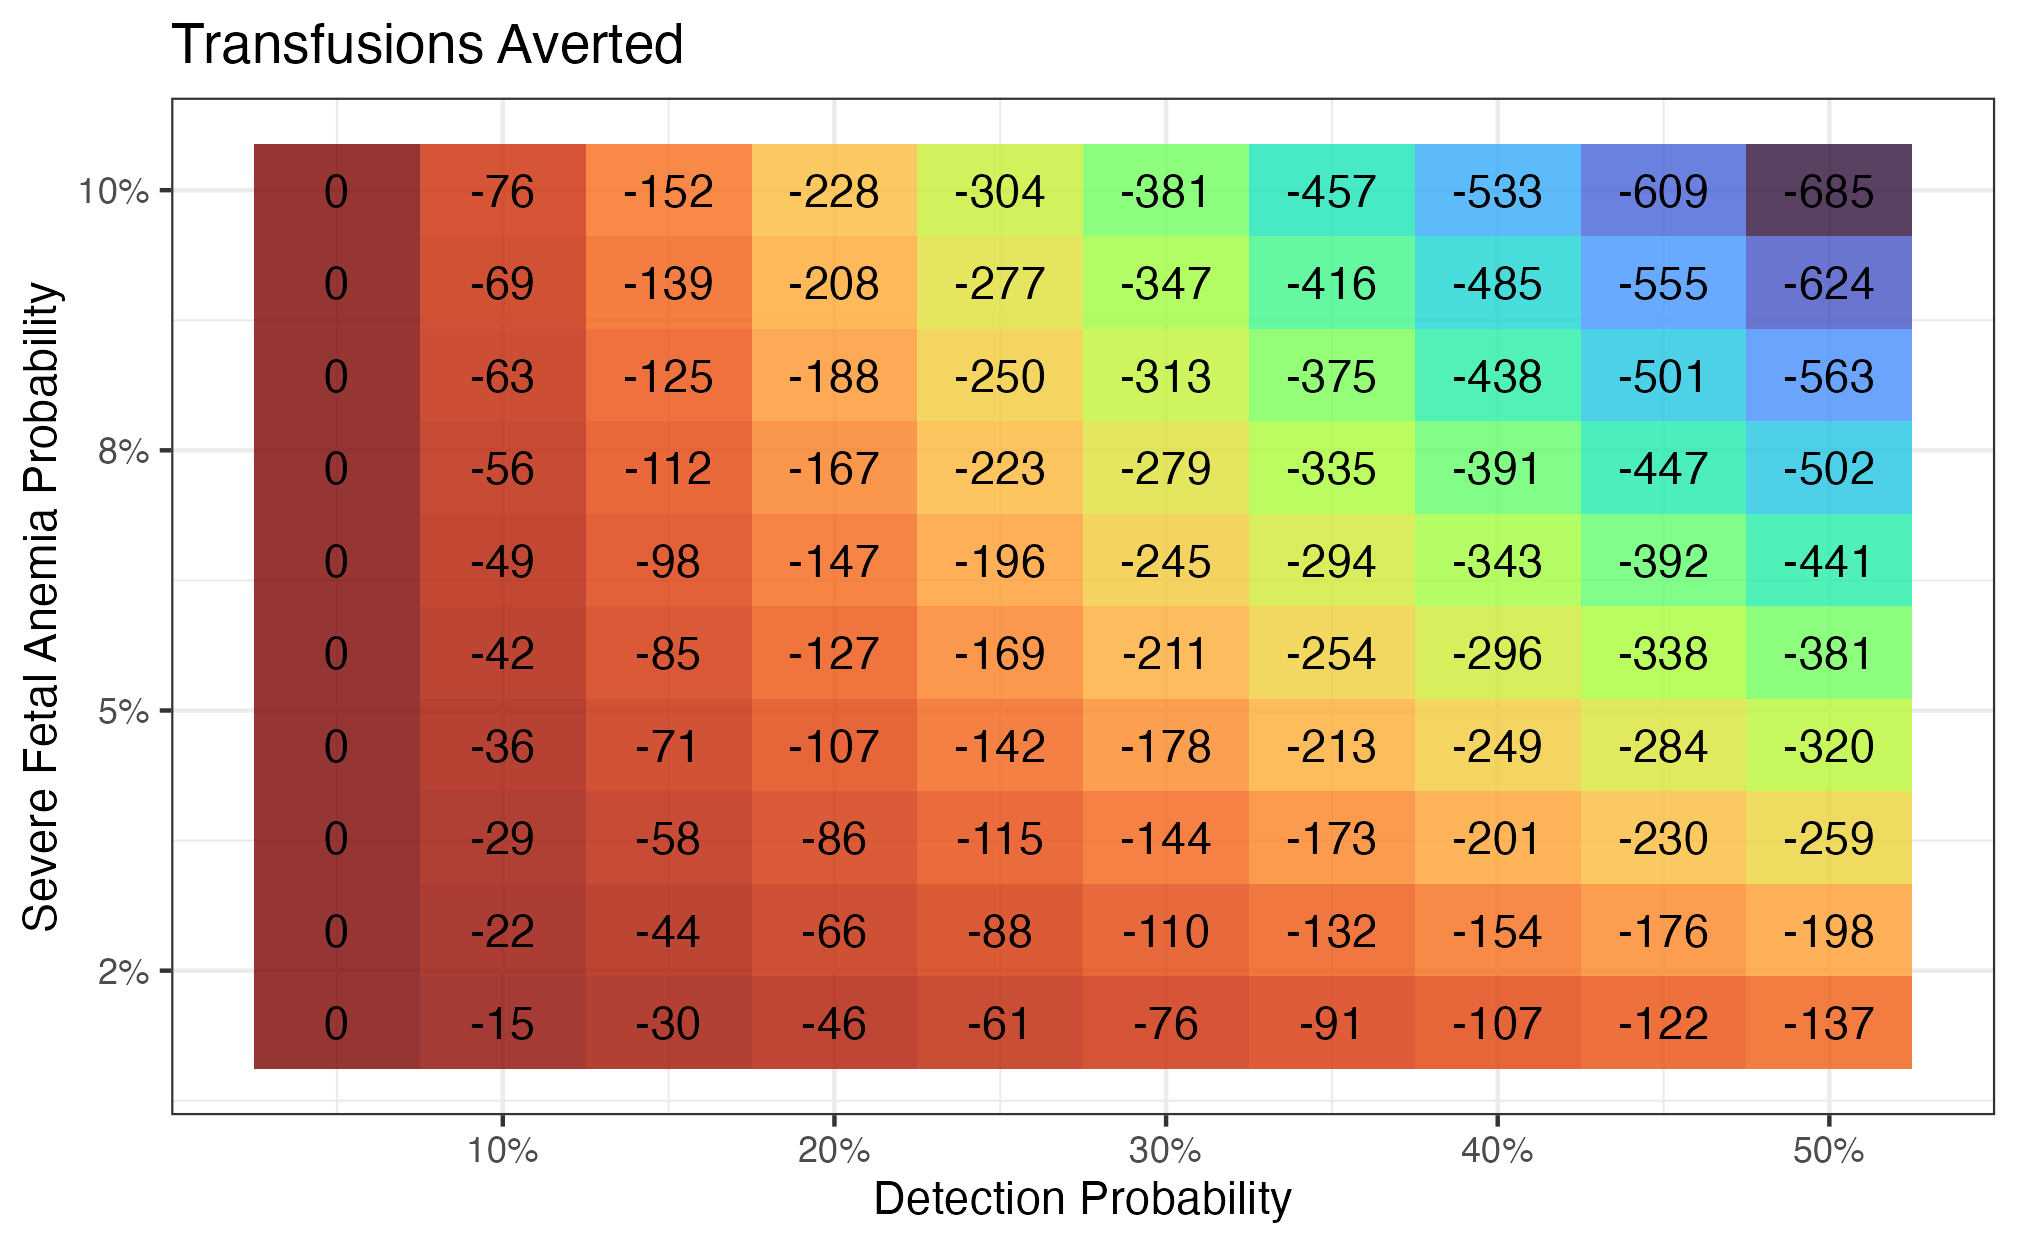 Transfusions Averted
Severe Fetal Anemia Probability
10%
8%
5%
2%
0 -76 -152 -228 -304 -381 -457 -533 -609 -685
0 -69 -139 -208 -277 -347 -416 -485 -555 -624
0 -63 -125 -188 -250 -313 -375 -438 -501 -563
0 -56 -112 -167 -223 -279 -335 -391 -447 -502
0 -49 -98 -147 -196 -245 -294 -343 -392 -441
0 -42 -85 -127 -169 -211 -254 -296 -338 -381
0 -36 -71 -107 -142 -178 -213 -249 -284 -320
0 -29 -58 -86 -115 -144 -173 -201 -230 -259
0 -22 -44 -66 -88 -110 -132 -154 -176 -198
0 -15 -30 -46 -61 -76 -91 -107 -122 -137
10% 20% 30% 40% 50%
Detection Probability